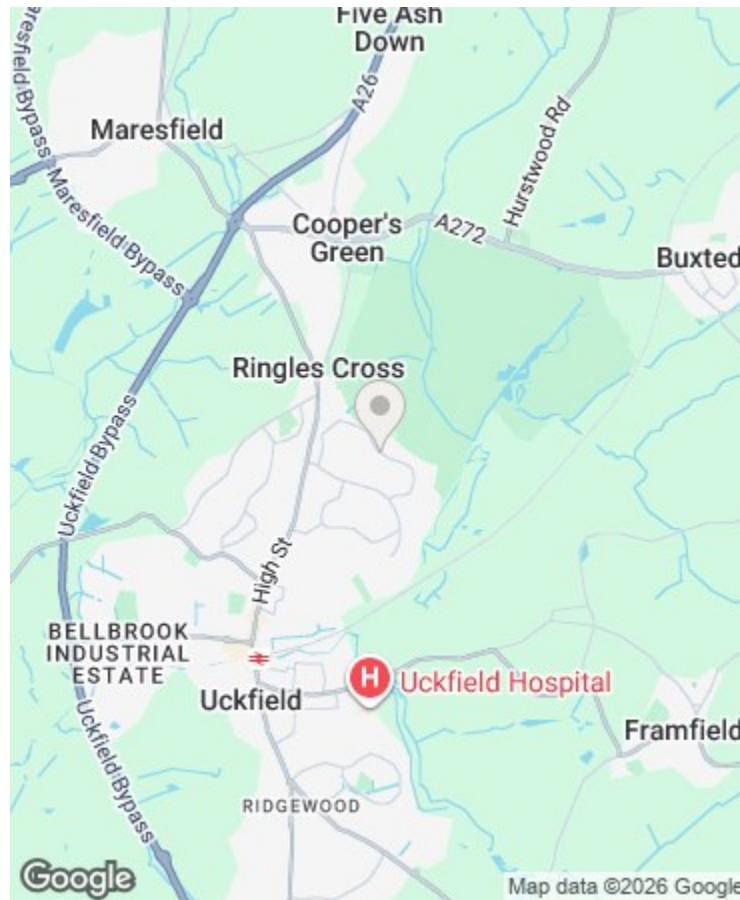 Five Ash
Down
Maresfield Bypass
A26
Maresfield
Hurstwood Rd
Maresfield Bypass
Cooper's
Green
A272
Buxted
Ringles Cross
Uckfield Bypass
High St
BELLBROOK
INDUSTRIAL
ESTATE
H
Uckfield Hospital
Uckfield
Framfield
Uckfield Bypass
RIDGEWOOD
Google
Map data ©2026 Google